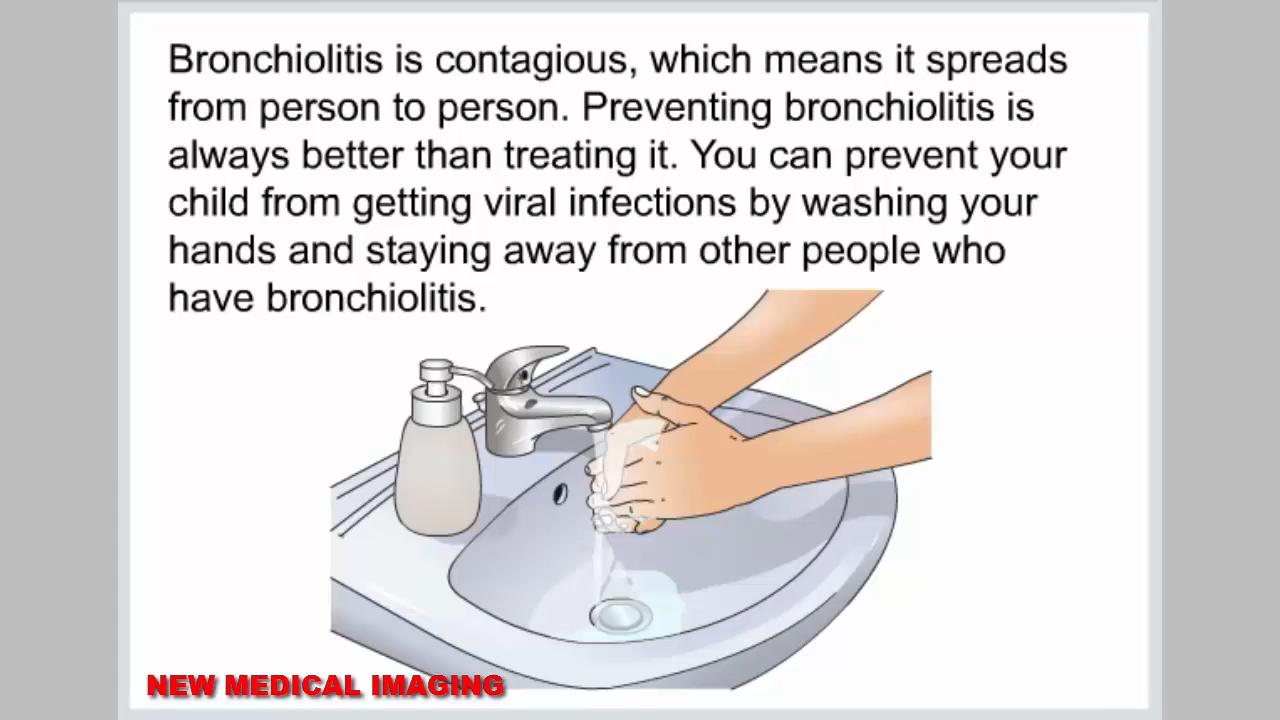 Bronchiolitis is contagious, which means it spreads
from person to person. Preventing bronchiolitis is
always better than treating it. You can prevent your
child from getting viral infections by washing your
hands and staying away from other people who
have bronchiolitis.
NEW MEDICAL IMAGING